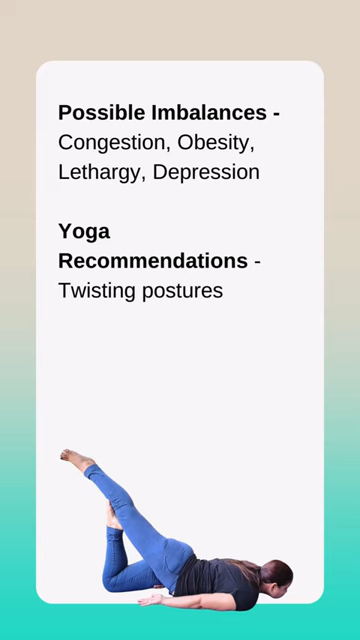 Possible Imbalances -
Congestion, Obesity,
Lethargy, Depression
Yoga
Recommendations -
Twisting postures